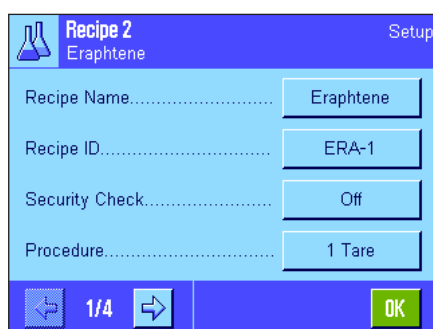 Recipe 2
Setup
Eraphtene
Recipe Name.......................... Eraphtene
Recipe ID............................... ERA-1
Security Check....................... Off
Procedure............................... 1 Tare
1/4
OK